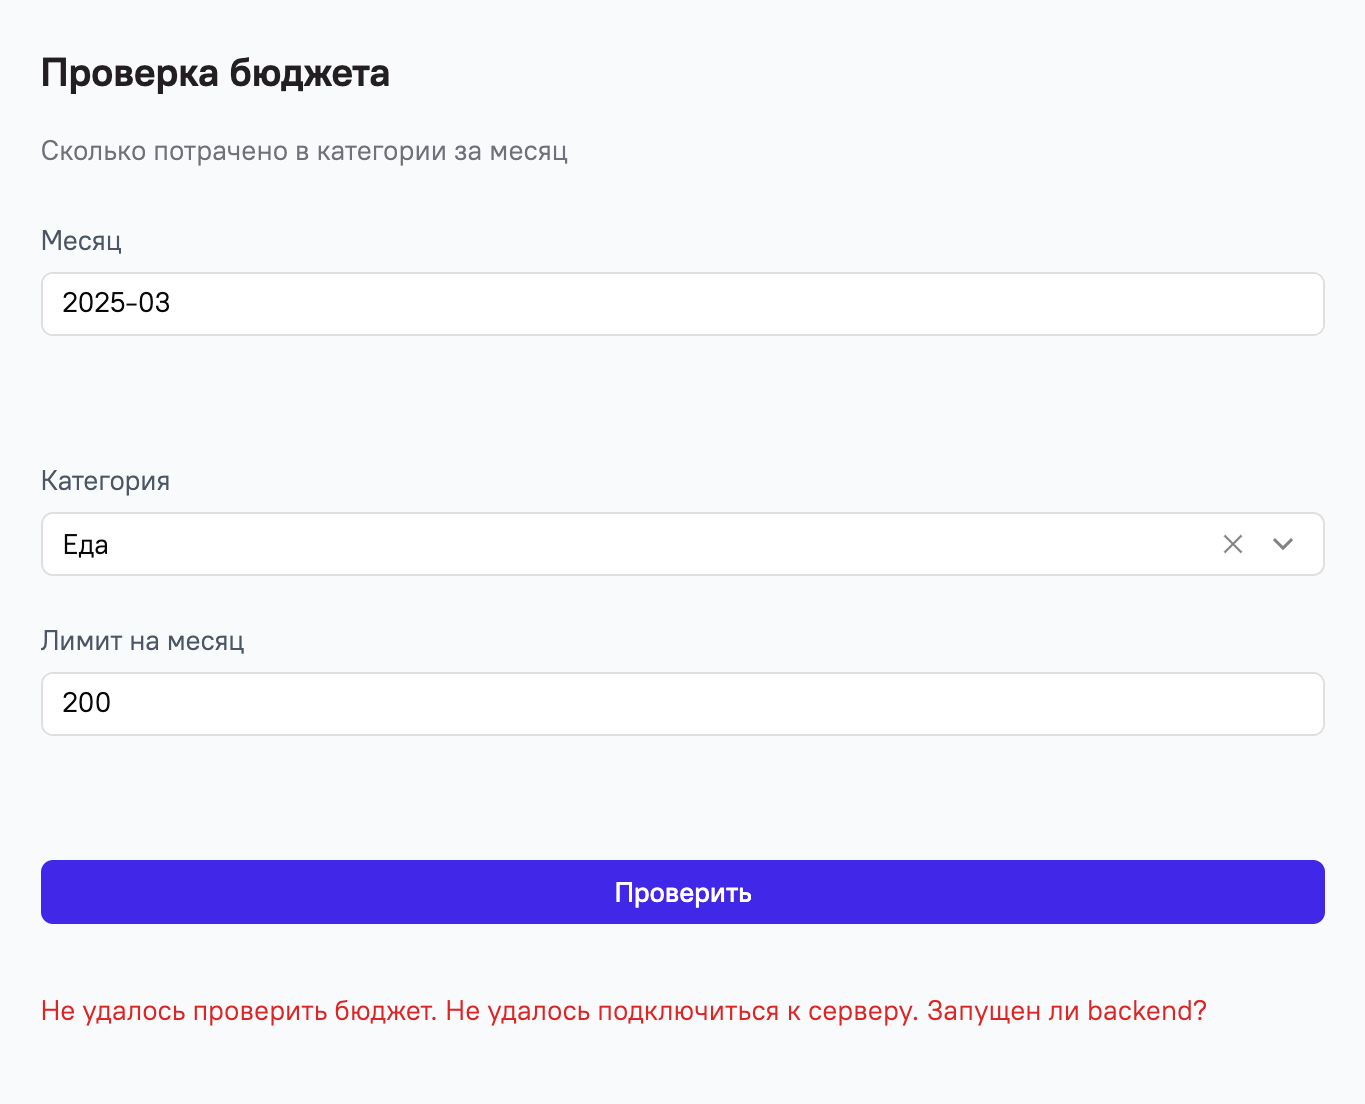 Проверка бюджета
Сколько потрачено в категории за месяц
Месяц
2025-03
Категория
Еда
Лимит на месяц
200
Проверить
Не удалось проверить бюджет. Не удалось подключиться к серверу. Запущен ли backend?